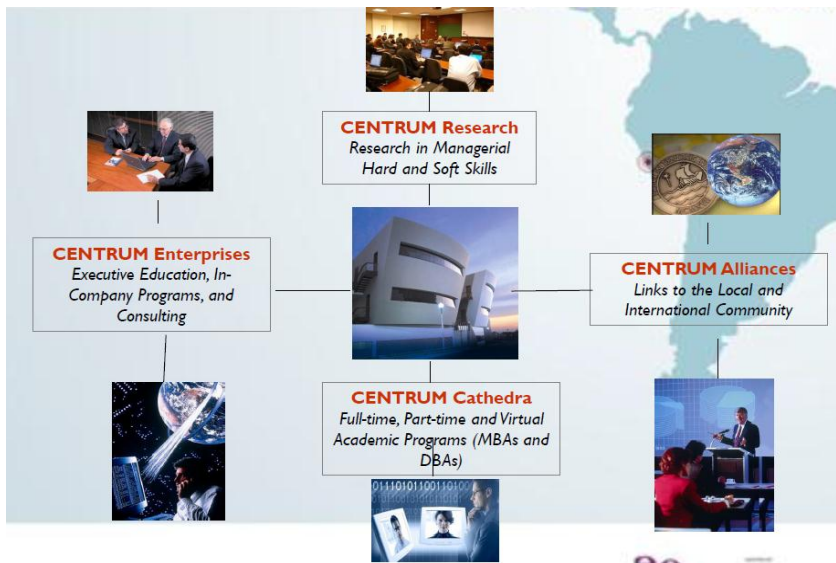 CENTRUM Research
Research in Managerial
Hard and Soft Skills
CENTRUM Enterprises
Executive Education, In-
Company Programs, and
Consulting
CENTRUM Alliances
Links to the Local and
International Community
CENTRUM Cathedra
Full-time, Part-time and Virtual
Academic Programs (MBAs and
DBAs)